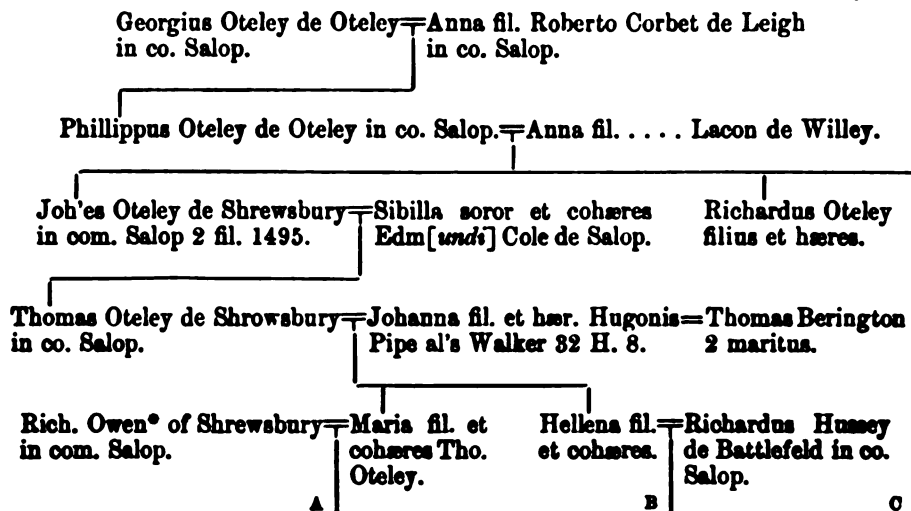 Georgius Oteley de Oteley=Anna fil. Roberto Corbet de Leigh
in co. Salop. in co. Salop.
Phillippus Oteley de Oteley in co. Salop.=Anna fil. . . . . . Lacon de Willey.
Joh'es Oteley de Shrewsbury=Sibilla soror et cohæres Richardus Oteley
in com. Salop 2 fil. 1495. Edm[undi] Cole de Salop. filius et hæres.
Thomas Oteley de Shrowsbury=Johanna fil. et hær. Hugonis=Thomas Berington
in co. Salop. Pipe al's Walker 32 H. 8. 2 maritus.
Rich. Owen* of Shrewsbury=Maria fil. et Hellena fil.=Richardus Hussey
in com. Salop. cohæres Tho. et cohæres. de Battlefeld in co.
Oteley. Salop.
A B C